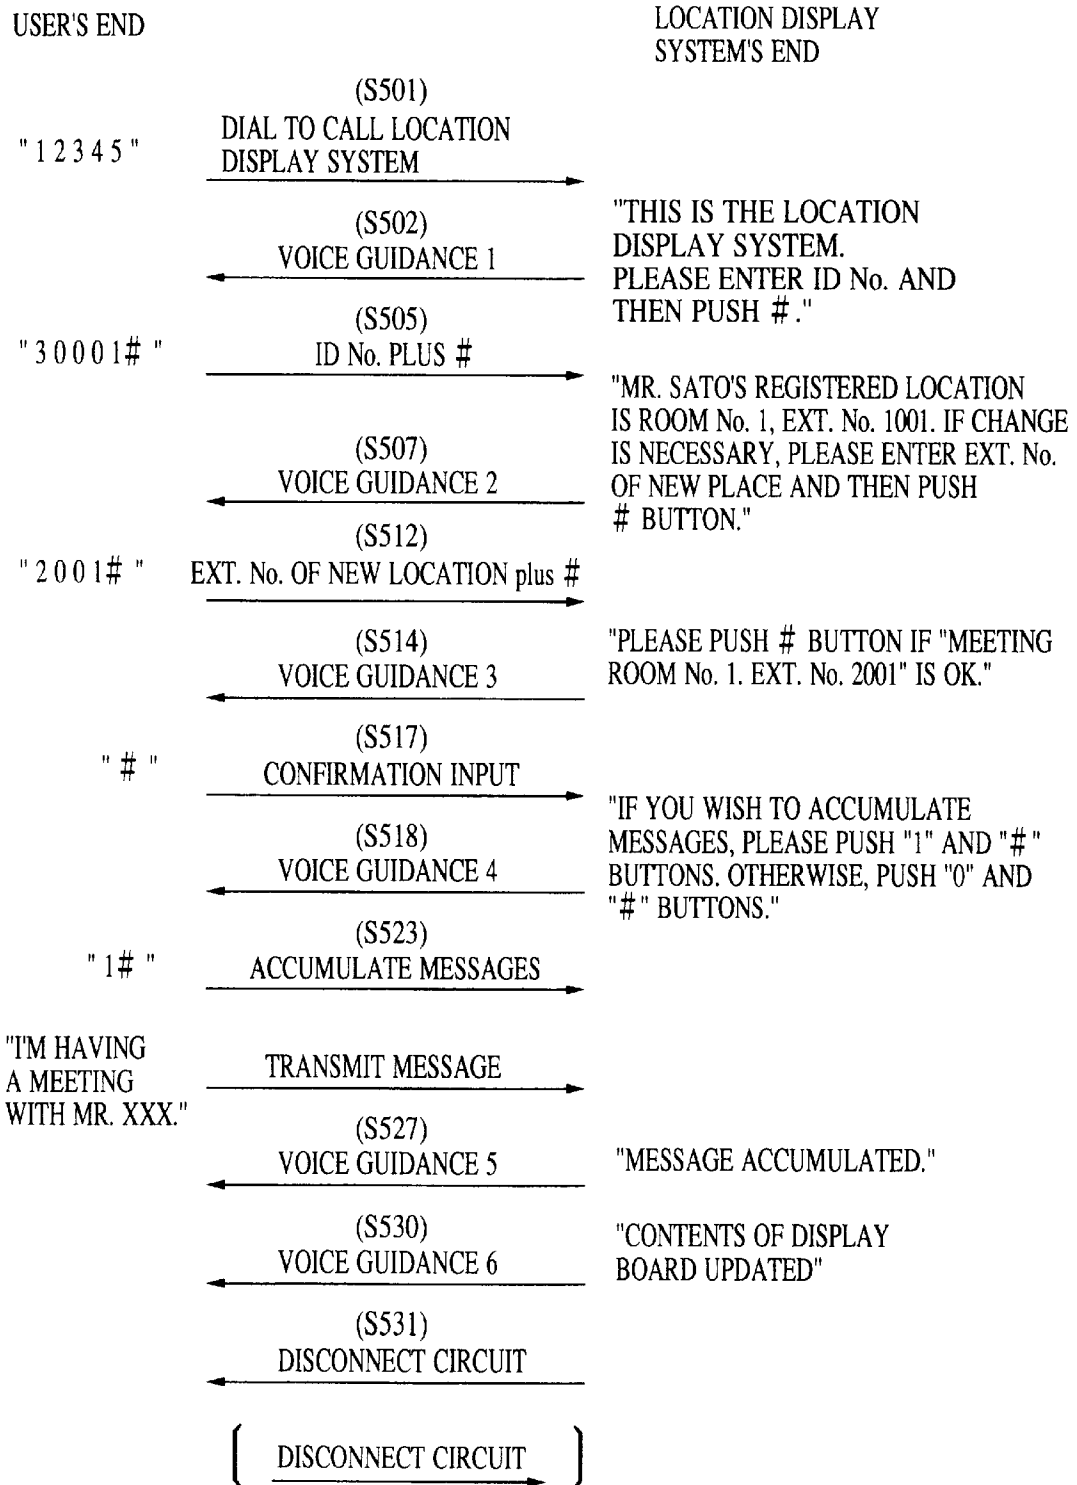 USER'S END
LOCATION DISPLAY
SYSTEM'S END
(S501)
"12345"
DIAL TO CALL LOCATION
DISPLAY SYSTEM
(S502)
VOICE GUIDANCE 1
"THIS IS THE LOCATION
DISPLAY SYSTEM.
PLEASE ENTER ID No. AND
THEN PUSH # ."
(S505)
"30001# "
ID No. PLUS #
(S507)
VOICE GUIDANCE 2
"MR. SATO'S REGISTERED LOCATION
IS ROOM No. 1, EXT. No. 1001. IF CHANGE
IS NECESSARY, PLEASE ENTER EXT. No.
OF NEW PLACE AND THEN PUSH
# BUTTON."
(S512)
"2001# "
EXT. No. OF NEW LOCATION plus #
(S514)
VOICE GUIDANCE 3
"PLEASE PUSH # BUTTON IF "MEETING
ROOM No. 1. EXT. No. 2001" IS OK."
(S517)
" # "
CONFIRMATION INPUT
(S518)
VOICE GUIDANCE 4
"IF YOU WISH TO ACCUMULATE
MESSAGES, PLEASE PUSH "1" AND "#"
BUTTONS. OTHERWISE, PUSH "0" AND
"#" BUTTONS."
(S523)
" 1# "
ACCUMULATE MESSAGES
"I'M HAVING
A MEETING
WITH MR. XXX."
TRANSMIT MESSAGE
(S527)
VOICE GUIDANCE 5
"MESSAGE ACCUMULATED."
(S530)
VOICE GUIDANCE 6
"CONTENTS OF DISPLAY
BOARD UPDATED"
(S531)
DISCONNECT CIRCUIT
( DISCONNECT CIRCUIT )